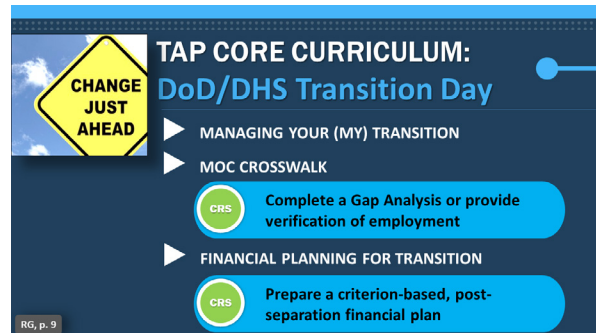 TAP CORE CURRICULUM:
DoD/DHS Transition Day
CHANGE
JUST
AHEAD
MANAGING YOUR (MY) TRANSITION
MOC CROSSWALK
CRS
Complete a Gap Analysis or provide
verification of employment
FINANCIAL PLANNING FOR TRANSITION
CRS
Prepare a criterion-based, post-
separation financial plan
RG, p. 9